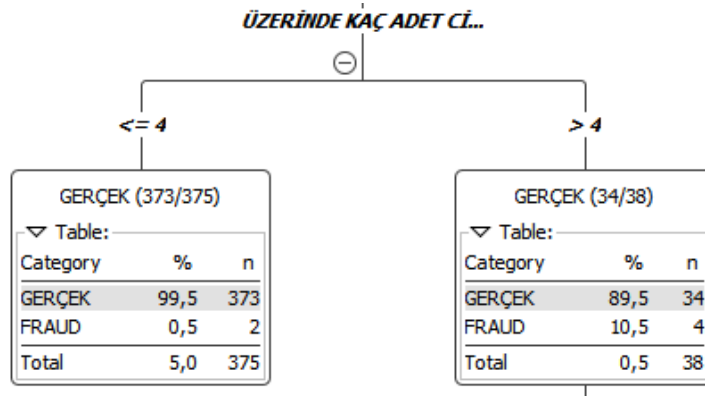 ÜZERİNDE KAÇ ADET Cİ...
<= 4
> 4
GERÇEK (373/375)
Table:
Category % n
GERÇEK 99,5 373
FRAUD 0,5 2
Total 5,0 375
GERÇEK (34/38)
Table:
Category % n
GERÇEK 89,5 34
FRAUD 10,5 4
Total 0,5 38